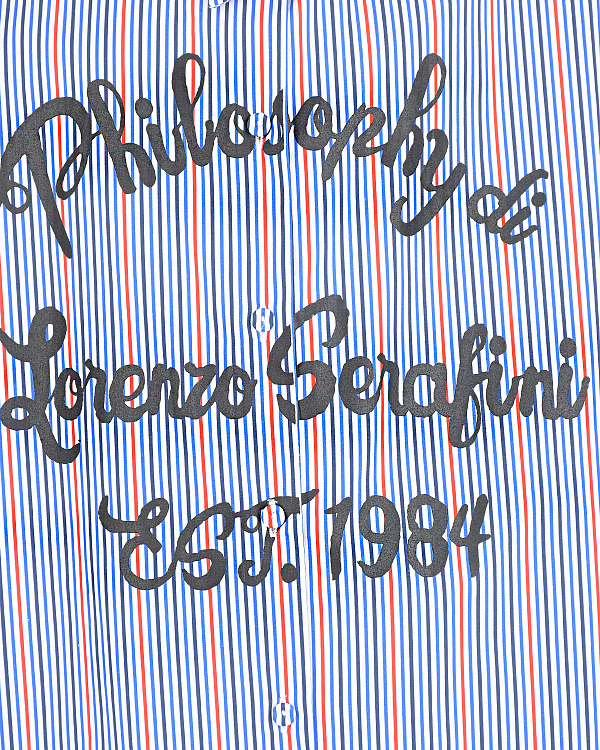 Philosophy di
Lorenzo Serafini
EST. 1984